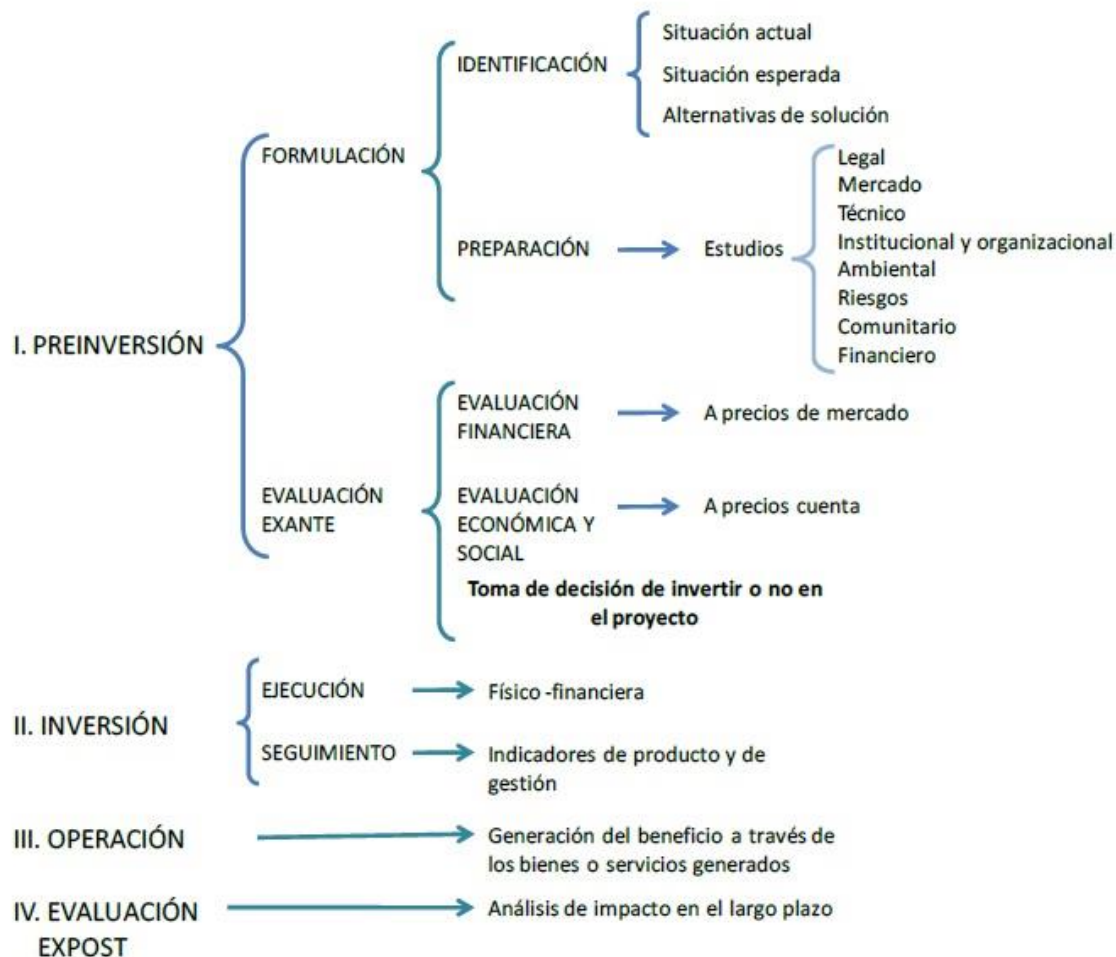 I. PREINVERSIÓN
FORMULACIÓN
IDENTIFICACIÓN
Situación actual
Situación esperada
Alternativas de solución
PREPARACIÓN
Estudios
Legal
Mercado
Técnico
Institucional y organizacional
Ambiental
Riesgos
Comunitario
Financiero
EVALUACIÓN
EXANTE
EVALUACIÓN
FINANCIERA
A precios de mercado
EVALUACIÓN
ECONÓMICA Y
SOCIAL
A precios cuenta
Toma de decisión de invertir o no en
el proyecto
II. INVERSIÓN
EJECUCIÓN
Físico -financiera
SEGUIMIENTO
Indicadores de producto y de
gestión
III. OPERACIÓN
Generación del beneficio a través de
los bienes o servicios generados
IV. EVALUACIÓN
EXPOST
Análisis de impacto en el largo plazo